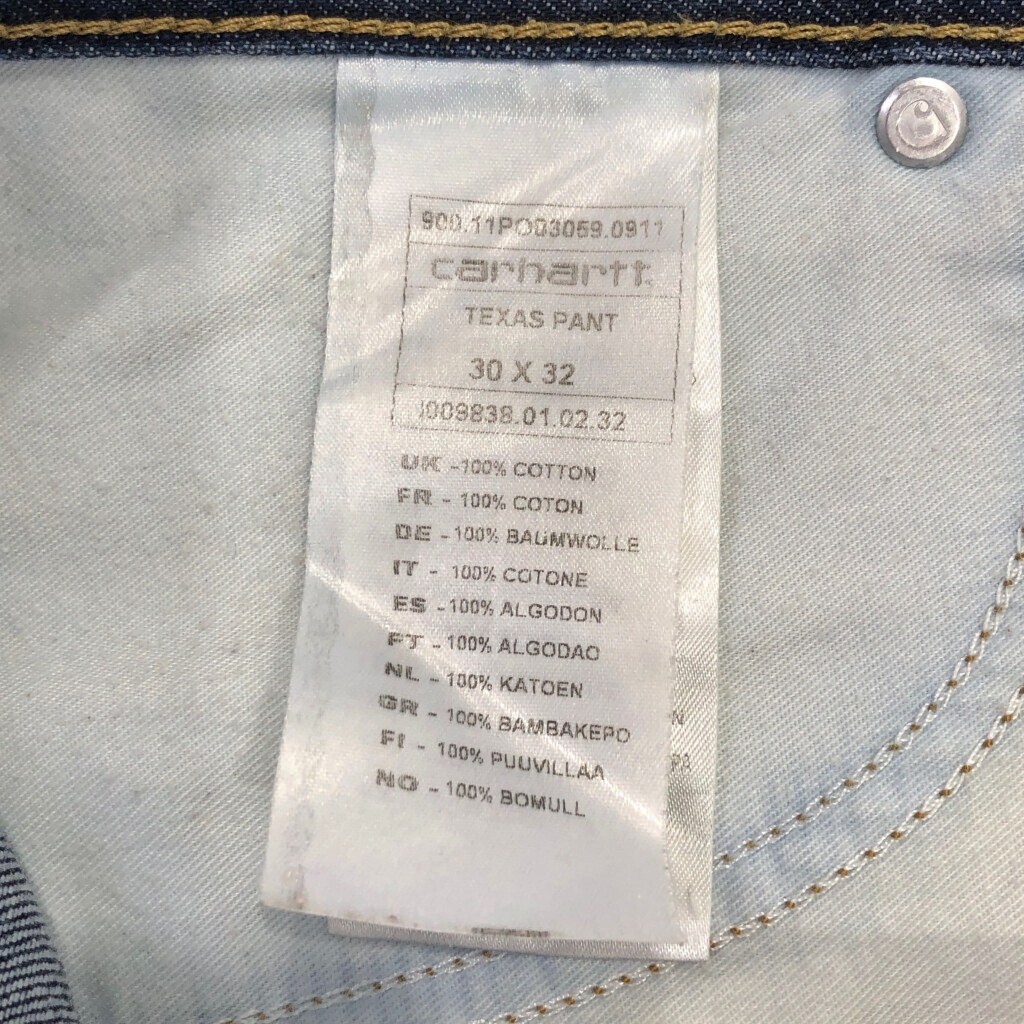 900.11POD3059.0911
carhartt.
TEXAS PANT
30 X 32
I009838.01.02.32
UK - 100% COTTON
FR - 100% COTON
DE - 100% BAUMWOLLE
IT - 100% COTONE
ES - 100% ALGODON
PT - 100% ALGODAO
NL - 100% KATOEN
GR - 100% BAMBAKEPO
FI - 100% PUUVILLAA
NO - 100% BOMULL